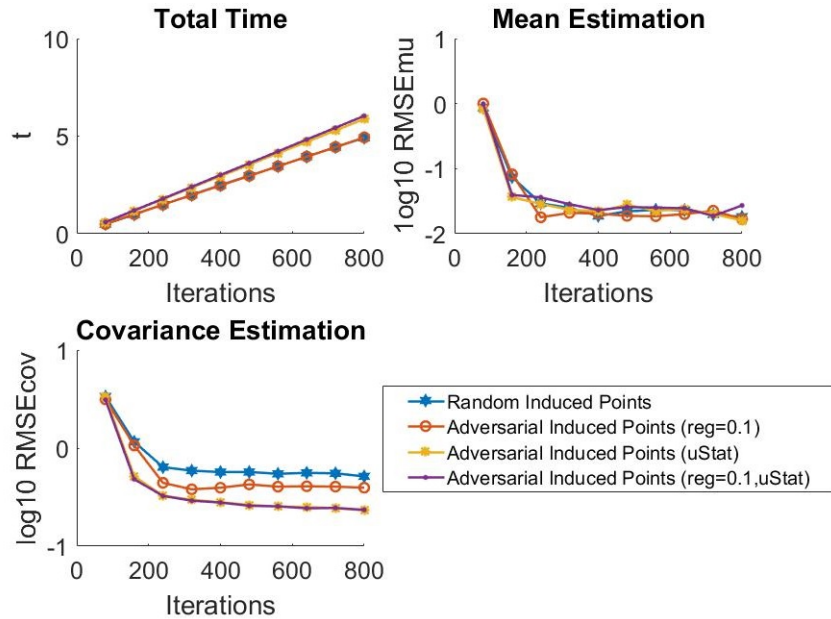 Total Time
10
5
0
t
0 200 400 600 800
Iterations
Mean Estimation
1
0
-1
-2
log10 RMSEmu
0 200 400 600 800
Iterations
Covariance Estimation
1
0
-1
log10 RMSEcov
0 200 400 600 800
Iterations
Random Induced Points
Adversarial Induced Points (reg=0.1)
Adversarial Induced Points (uStat)
Adversarial Induced Points (reg=0.1,uStat)